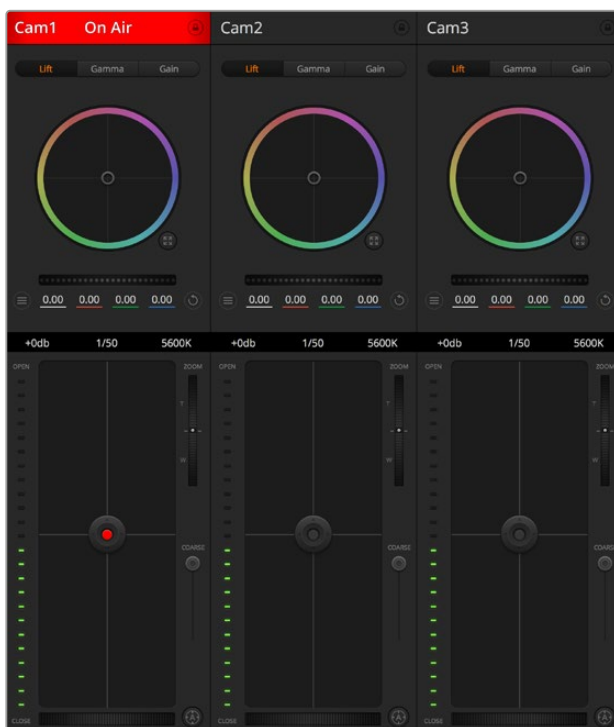 Cam1 On Air Cam2 Cam3
Lift Gamma Gain Lift Gamma Gain Lift Gamma Gain
0.00 0.00 0.00 0.00 0.00 0.00 0.00 0.00 0.00 0.00 0.00 0.00
+0db 1/50 5600K +0db 1/50 5600K +0db 1/50 5600K
OPEN ZOOM OPEN ZOOM OPEN ZOOM
T T T
W W W
COARSE COARSE COARSE
CLOSE A CLOSE A CLOSE A